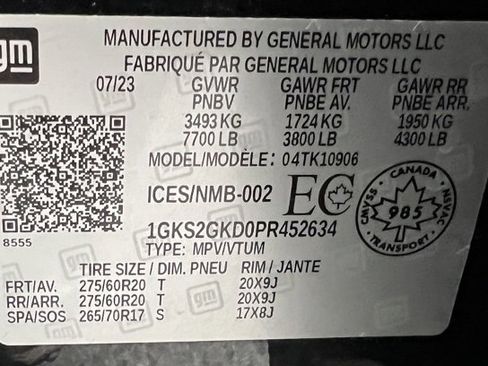 gm
MANUFACTURED BY GENERAL MOTORS LLC
FABRIQUÉ PAR GENERAL MOTORS LLC
07/23 GVWR GAWR FRT GAWR RR
PNBV PNBE AV. PNBE ARR.
3493 KG 1724 KG 1950 KG
7700 LB 3800 LB 4300 LB
MODEL/MODÈLE: 04TK10906
ICES/NMB-002 EC
CANADA
S.S.V.A.C. NSVAC
985
TRANSPORT
1GKS2GKD0PR452634
8555
TYPE: MPV/VTUM
TIRE SIZE / DIM. PNEU RIM / JANTE
FRT/AV. 275/60R20 T 20X9J
RR/ARR. 275/60R20 T 20X9J
SPA/SOS 265/70R17 S 17X8J